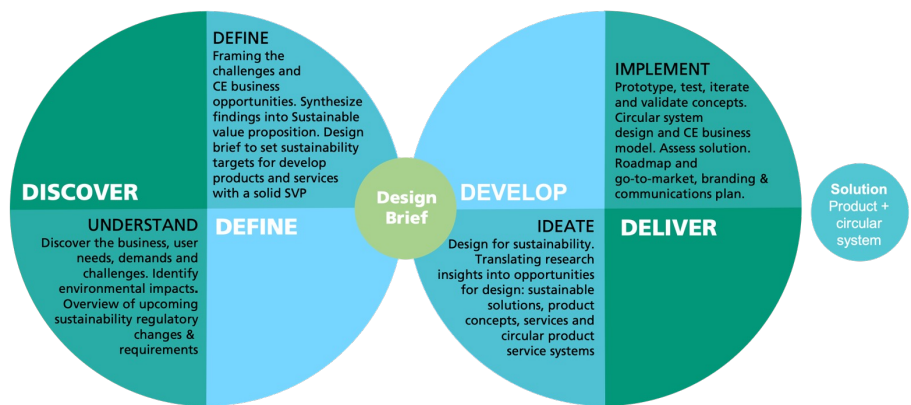 DISCOVER
UNDERSTAND
Discover the business, user
needs, demands and
challenges. Identify
environmental impacts.
Overview of upcoming
sustainability regulatory
changes &
requirements
DEFINE
Framing the
challenges and
CE business
opportunities. Synthesize
findings into Sustainable
value proposition. Design
brief to set sustainability
targets for develop
products and services
with a solid SVP
DEFINE
Design
Brief
DEVELOP
IDEATE
Design for sustainability.
Translating research
insights into opportunities
for design: sustainable
solutions, product
concepts, services and
circular product
service systems
IMPLEMENT
Prototype, test, iterate
and validate concepts.
Circular system
design and CE business
model. Assess solution.
Roadmap and
go-to-market, branding &
communications plan.
DELIVER
Solution
Product +
circular
system